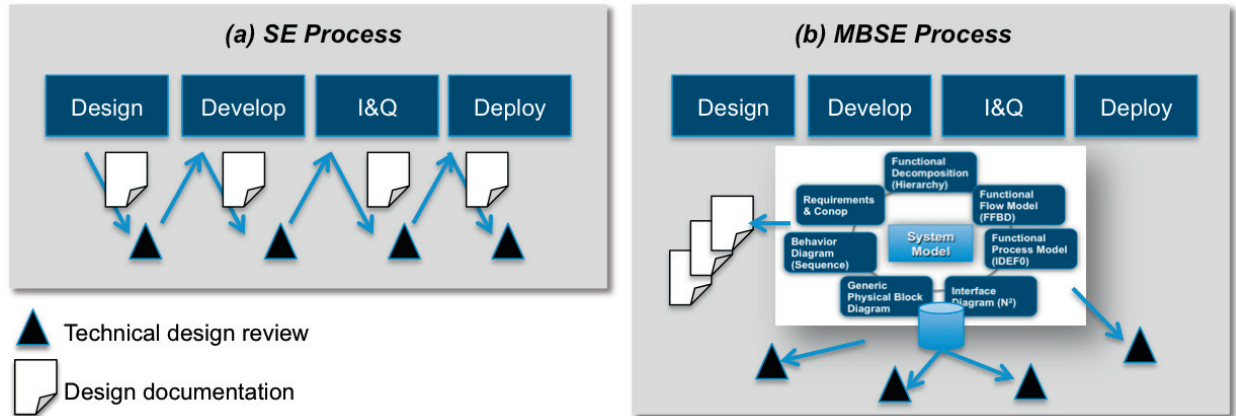 (a) SE Process
Design
Develop
I&Q
Deploy
Technical design review
Design documentation
(b) MBSE Process
Design
Develop
I&Q
Deploy
Functional
Decomposition
(Hierarchy)
Requirements
& Conop
Functional
Flow Model
(FFBD)
System
Model
Behavior
Diagram
(Sequence)
Functional
Process Model
(IDEF0)
Generic
Physical Block
Diagram
Interface
Diagram (N²)